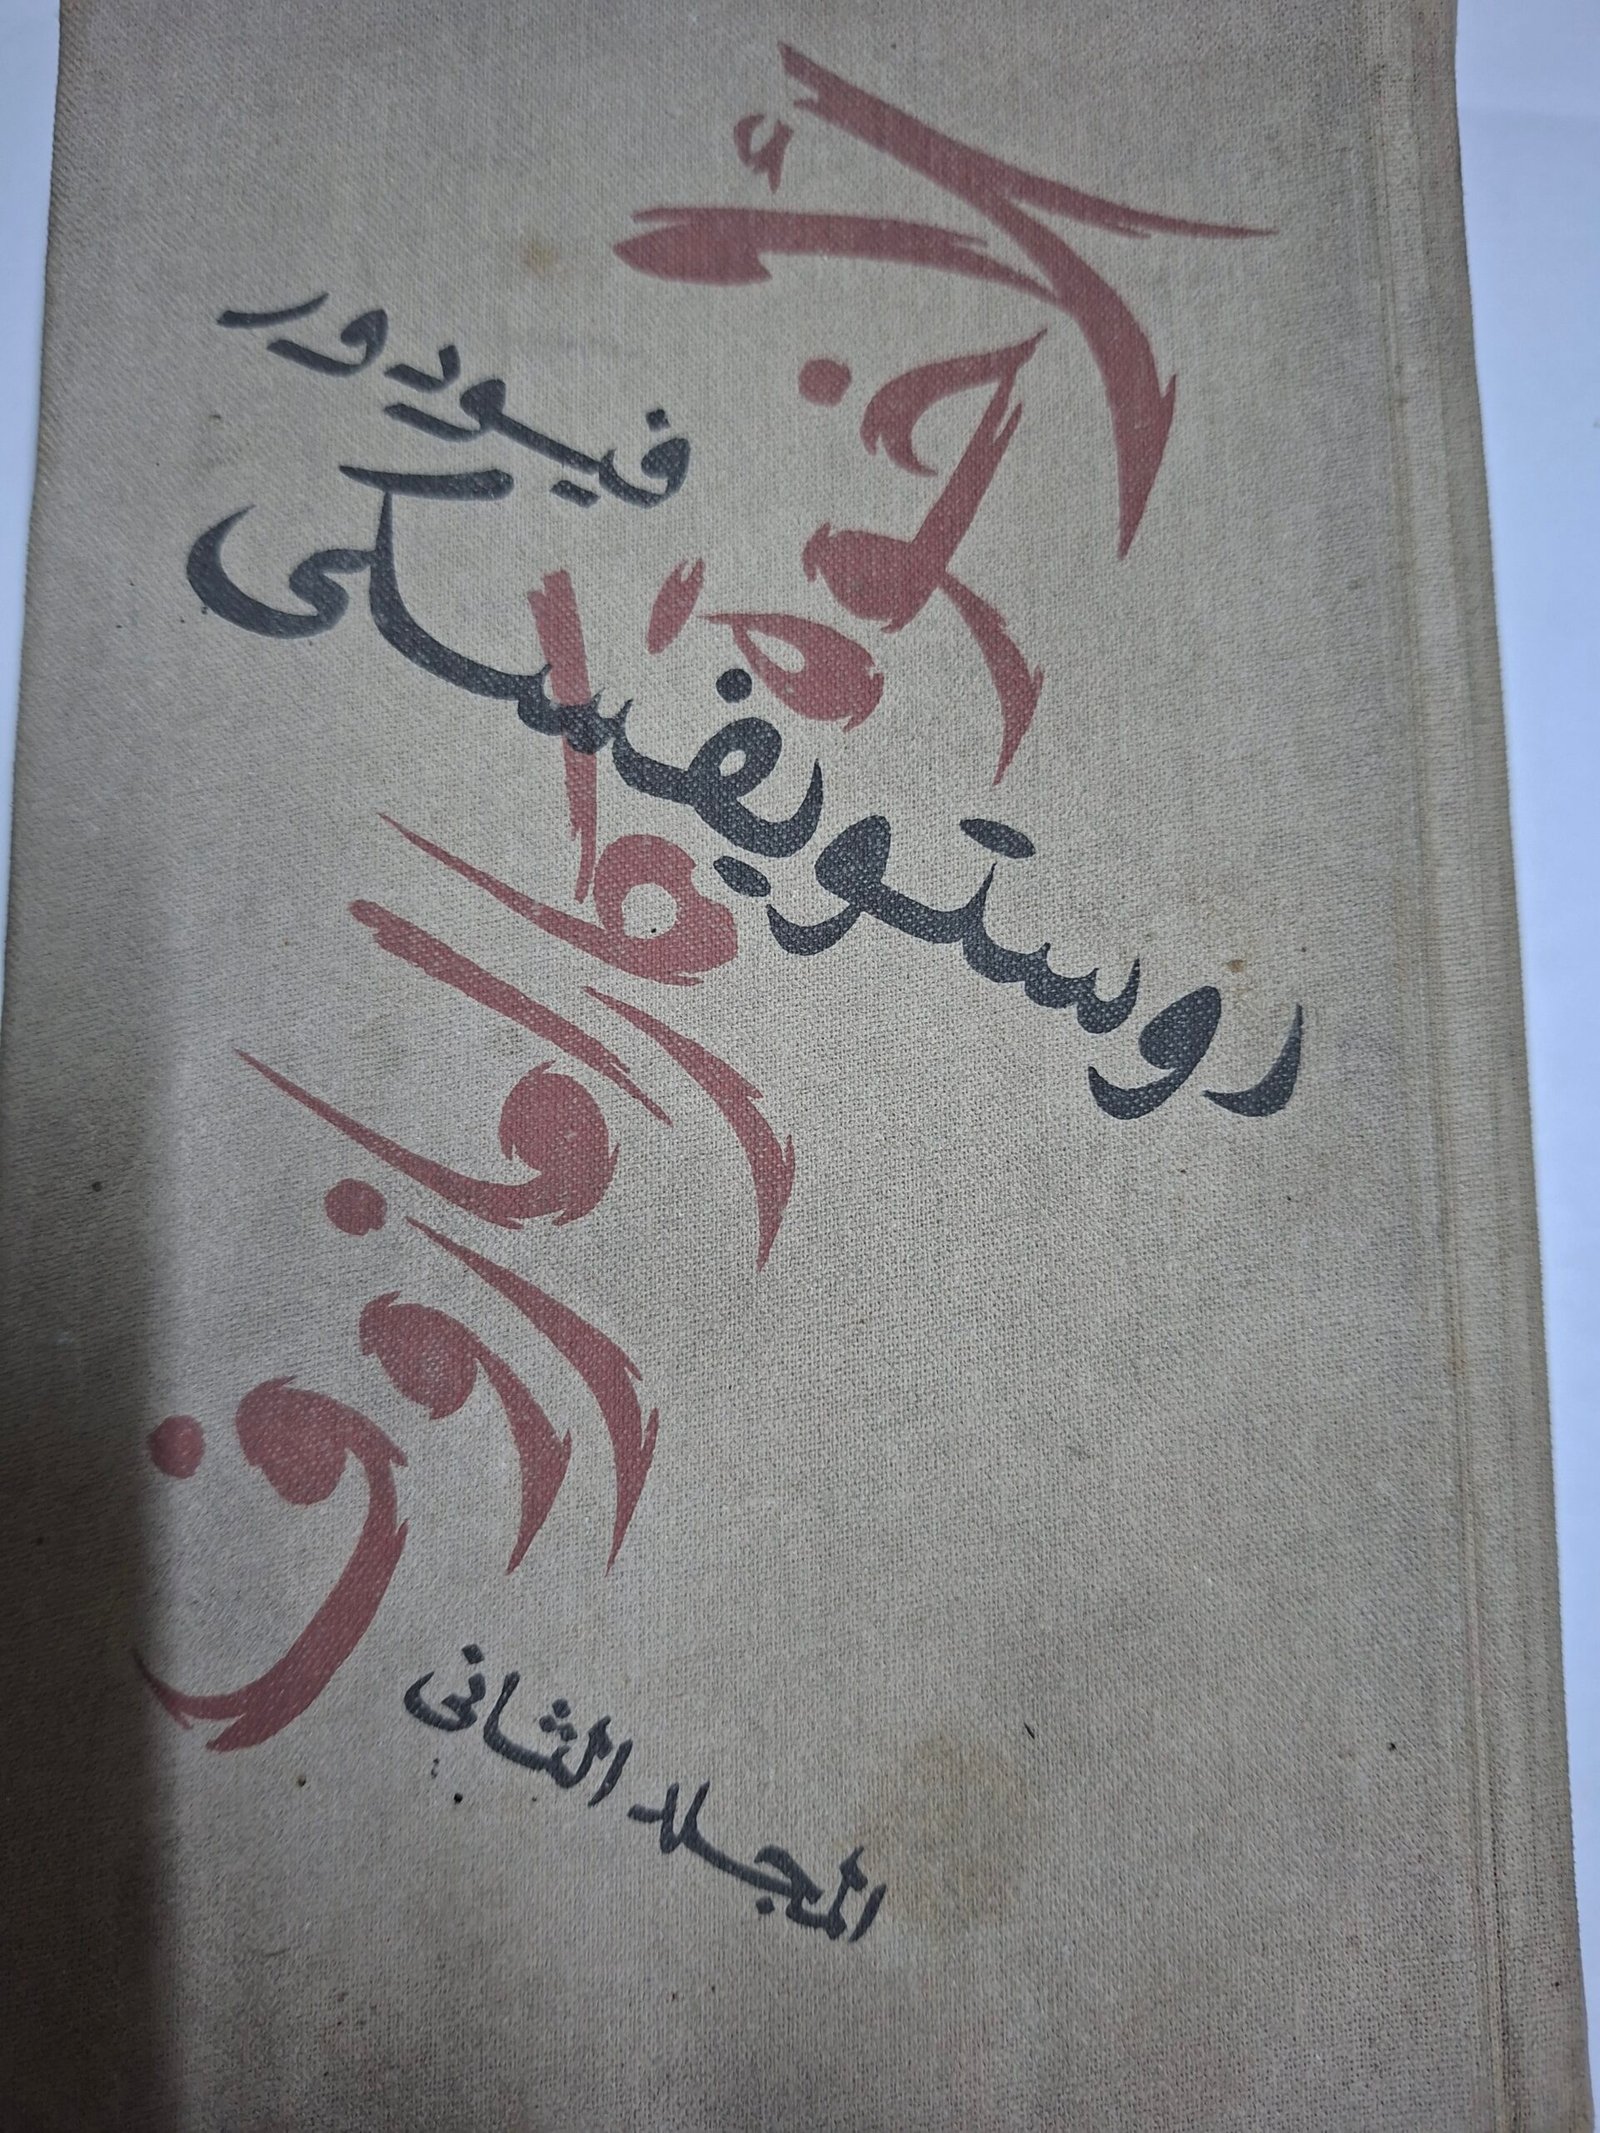 الأخوة كارامازوف
فيودور
دوستويفسكى
المجلد الثانى